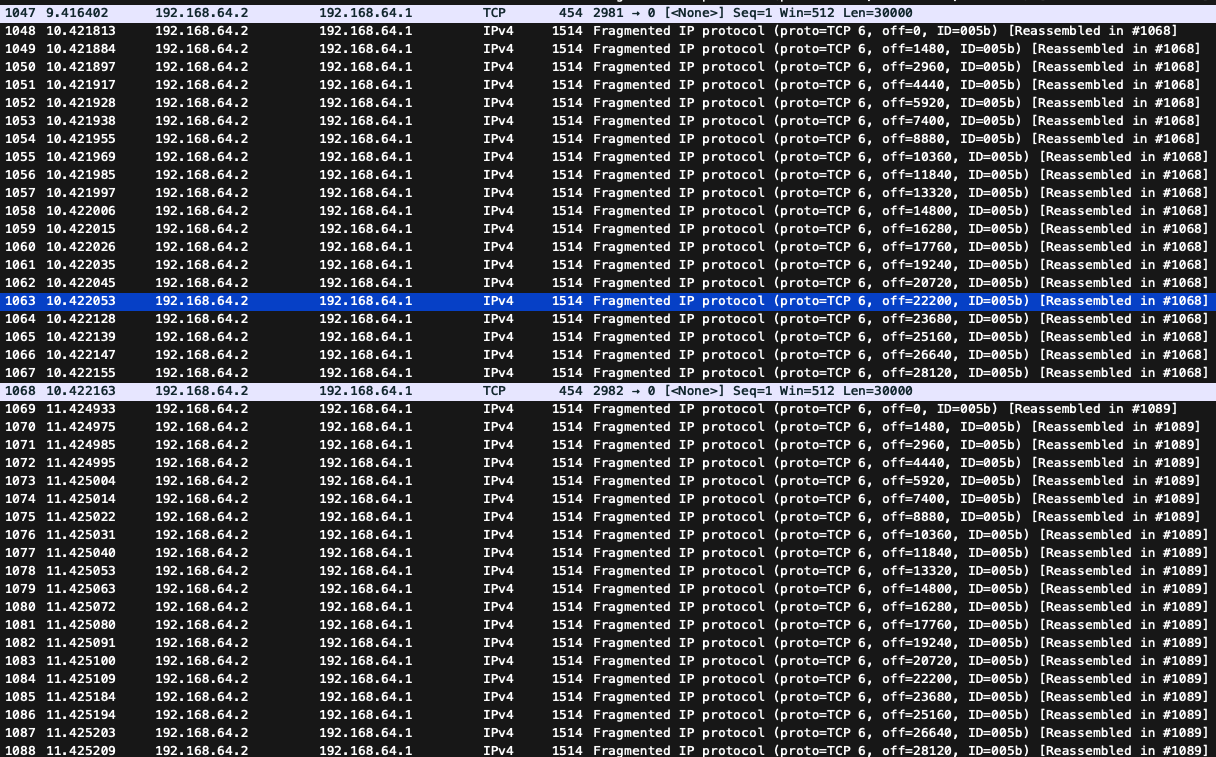 1047 9.416402 192.168.64.2 192.168.64.1 TCP 454 2981 → 0 [<None>] Seq=1 Win=512 Len=30000
1048 10.421813 192.168.64.2 192.168.64.1 IPv4 1514 Fragmented IP protocol (proto=TCP 6, off=0, ID=005b) [Reassembled in #1068]
1049 10.421884 192.168.64.2 192.168.64.1 IPv4 1514 Fragmented IP protocol (proto=TCP 6, off=1480, ID=005b) [Reassembled in #1068]
1050 10.421897 192.168.64.2 192.168.64.1 IPv4 1514 Fragmented IP protocol (proto=TCP 6, off=2960, ID=005b) [Reassembled in #1068]
1051 10.421917 192.168.64.2 192.168.64.1 IPv4 1514 Fragmented IP protocol (proto=TCP 6, off=4440, ID=005b) [Reassembled in #1068]
1052 10.421928 192.168.64.2 192.168.64.1 IPv4 1514 Fragmented IP protocol (proto=TCP 6, off=5920, ID=005b) [Reassembled in #1068]
1053 10.421938 192.168.64.2 192.168.64.1 IPv4 1514 Fragmented IP protocol (proto=TCP 6, off=7400, ID=005b) [Reassembled in #1068]
1054 10.421955 192.168.64.2 192.168.64.1 IPv4 1514 Fragmented IP protocol (proto=TCP 6, off=8880, ID=005b) [Reassembled in #1068]
1055 10.421969 192.168.64.2 192.168.64.1 IPv4 1514 Fragmented IP protocol (proto=TCP 6, off=10360, ID=005b) [Reassembled in #1068]
1056 10.421985 192.168.64.2 192.168.64.1 IPv4 1514 Fragmented IP protocol (proto=TCP 6, off=11840, ID=005b) [Reassembled in #1068]
1057 10.421997 192.168.64.2 192.168.64.1 IPv4 1514 Fragmented IP protocol (proto=TCP 6, off=13320, ID=005b) [Reassembled in #1068]
1058 10.422006 192.168.64.2 192.168.64.1 IPv4 1514 Fragmented IP protocol (proto=TCP 6, off=14800, ID=005b) [Reassembled in #1068]
1059 10.422015 192.168.64.2 192.168.64.1 IPv4 1514 Fragmented IP protocol (proto=TCP 6, off=16280, ID=005b) [Reassembled in #1068]
1060 10.422026 192.168.64.2 192.168.64.1 IPv4 1514 Fragmented IP protocol (proto=TCP 6, off=17760, ID=005b) [Reassembled in #1068]
1061 10.422035 192.168.64.2 192.168.64.1 IPv4 1514 Fragmented IP protocol (proto=TCP 6, off=19240, ID=005b) [Reassembled in #1068]
1062 10.422045 192.168.64.2 192.168.64.1 IPv4 1514 Fragmented IP protocol (proto=TCP 6, off=20720, ID=005b) [Reassembled in #1068]
1063 10.422053 192.168.64.2 192.168.64.1 IPv4 1514 Fragmented IP protocol (proto=TCP 6, off=22200, ID=005b) [Reassembled in #1068]
1064 10.422128 192.168.64.2 192.168.64.1 IPv4 1514 Fragmented IP protocol (proto=TCP 6, off=23680, ID=005b) [Reassembled in #1068]
1065 10.422139 192.168.64.2 192.168.64.1 IPv4 1514 Fragmented IP protocol (proto=TCP 6, off=25160, ID=005b) [Reassembled in #1068]
1066 10.422147 192.168.64.2 192.168.64.1 IPv4 1514 Fragmented IP protocol (proto=TCP 6, off=26640, ID=005b) [Reassembled in #1068]
1067 10.422155 192.168.64.2 192.168.64.1 IPv4 1514 Fragmented IP protocol (proto=TCP 6, off=28120, ID=005b) [Reassembled in #1068]
1068 10.422163 192.168.64.2 192.168.64.1 TCP 454 2982 → 0 [<None>] Seq=1 Win=512 Len=30000
1069 11.424933 192.168.64.2 192.168.64.1 IPv4 1514 Fragmented IP protocol (proto=TCP 6, off=0, ID=005b) [Reassembled in #1089]
1070 11.424975 192.168.64.2 192.168.64.1 IPv4 1514 Fragmented IP protocol (proto=TCP 6, off=1480, ID=005b) [Reassembled in #1089]
1071 11.424985 192.168.64.2 192.168.64.1 IPv4 1514 Fragmented IP protocol (proto=TCP 6, off=2960, ID=005b) [Reassembled in #1089]
1072 11.424995 192.168.64.2 192.168.64.1 IPv4 1514 Fragmented IP protocol (proto=TCP 6, off=4440, ID=005b) [Reassembled in #1089]
1073 11.425004 192.168.64.2 192.168.64.1 IPv4 1514 Fragmented IP protocol (proto=TCP 6, off=5920, ID=005b) [Reassembled in #1089]
1074 11.425014 192.168.64.2 192.168.64.1 IPv4 1514 Fragmented IP protocol (proto=TCP 6, off=7400, ID=005b) [Reassembled in #1089]
1075 11.425022 192.168.64.2 192.168.64.1 IPv4 1514 Fragmented IP protocol (proto=TCP 6, off=8880, ID=005b) [Reassembled in #1089]
1076 11.425031 192.168.64.2 192.168.64.1 IPv4 1514 Fragmented IP protocol (proto=TCP 6, off=10360, ID=005b) [Reassembled in #1089]
1077 11.425040 192.168.64.2 192.168.64.1 IPv4 1514 Fragmented IP protocol (proto=TCP 6, off=11840, ID=005b) [Reassembled in #1089]
1078 11.425053 192.168.64.2 192.168.64.1 IPv4 1514 Fragmented IP protocol (proto=TCP 6, off=13320, ID=005b) [Reassembled in #1089]
1079 11.425063 192.168.64.2 192.168.64.1 IPv4 1514 Fragmented IP protocol (proto=TCP 6, off=14800, ID=005b) [Reassembled in #1089]
1080 11.425072 192.168.64.2 192.168.64.1 IPv4 1514 Fragmented IP protocol (proto=TCP 6, off=16280, ID=005b) [Reassembled in #1089]
1081 11.425080 192.168.64.2 192.168.64.1 IPv4 1514 Fragmented IP protocol (proto=TCP 6, off=17760, ID=005b) [Reassembled in #1089]
1082 11.425091 192.168.64.2 192.168.64.1 IPv4 1514 Fragmented IP protocol (proto=TCP 6, off=19240, ID=005b) [Reassembled in #1089]
1083 11.425100 192.168.64.2 192.168.64.1 IPv4 1514 Fragmented IP protocol (proto=TCP 6, off=20720, ID=005b) [Reassembled in #1089]
1084 11.425109 192.168.64.2 192.168.64.1 IPv4 1514 Fragmented IP protocol (proto=TCP 6, off=22200, ID=005b) [Reassembled in #1089]
1085 11.425184 192.168.64.2 192.168.64.1 IPv4 1514 Fragmented IP protocol (proto=TCP 6, off=23680, ID=005b) [Reassembled in #1089]
1086 11.425194 192.168.64.2 192.168.64.1 IPv4 1514 Fragmented IP protocol (proto=TCP 6, off=25160, ID=005b) [Reassembled in #1089]
1087 11.425203 192.168.64.2 192.168.64.1 IPv4 1514 Fragmented IP protocol (proto=TCP 6, off=26640, ID=005b) [Reassembled in #1089]
1088 11.425209 192.168.64.2 192.168.64.1 IPv4 1514 Fragmented IP protocol (proto=TCP 6, off=28120, ID=005b) [Reassembled in #1089]